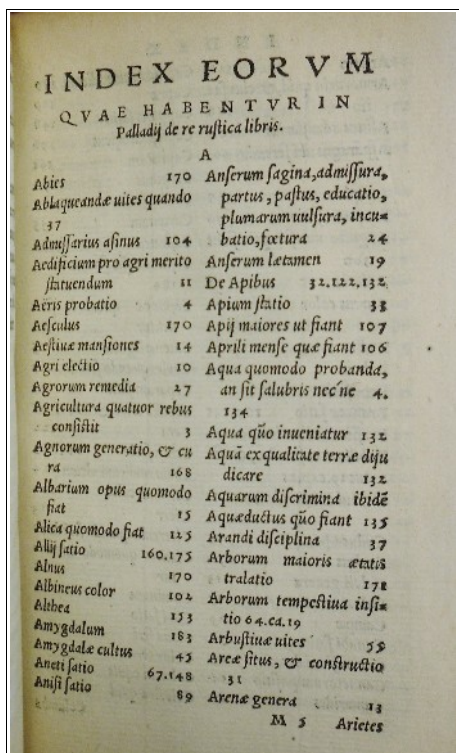 INDEX EORVM
QVAE HABENTVR IN
Palladij de re rustica libris.
A
Abies 170
Ablaqueandæ uites quando
37
Admissarius asinus 104
Aedificium pro agri merito
statuendum 11
Aeris probatio 4
Aesculus 170
Aestiuæ mansiones 14
Agri electio 10
Agrorum remedia 27
Agricultura quatuor rebus
consistit 3
Agnorum generatio, & cu
ra 168
Albarium opus quomodo
fiat 15
Alica quomodo fiat 125
Allij satio 160.175
Alnus 170
Albineus color 102
Althea 153
Amygdalum 183
Amygdalæ cultus 45
Aneti satio 67.148
Anisi satio 89
Anserum sagina, admissura,
partus, pastus, educatio,
plumarum uulsura, incu=
batio, fœtura 24
Anserum lætamen 19
De Apibus 32.122.132
Apium statio 33
Apij maiores ut fiant 107
Aprili mense quæ fiant 106
Aqua quomodo probanda,
an sit salubris nec'ne 4.
134
Aqua quo͂ inueniatur 132
Aquā ex qualitate terræ diju
dicare 132
Aquarum discrimina ibidē
Aquæductus quo͂ fiant 135
Arandi disciplina 37
Arborum maioris ætatis
tralatio 178
Arborum tempestiua insi=
tio 64.ca.19
Arbustiuæ uites 55
Areæ situs, & constructio
31
Arenæ genera 13
M 5 Arietes